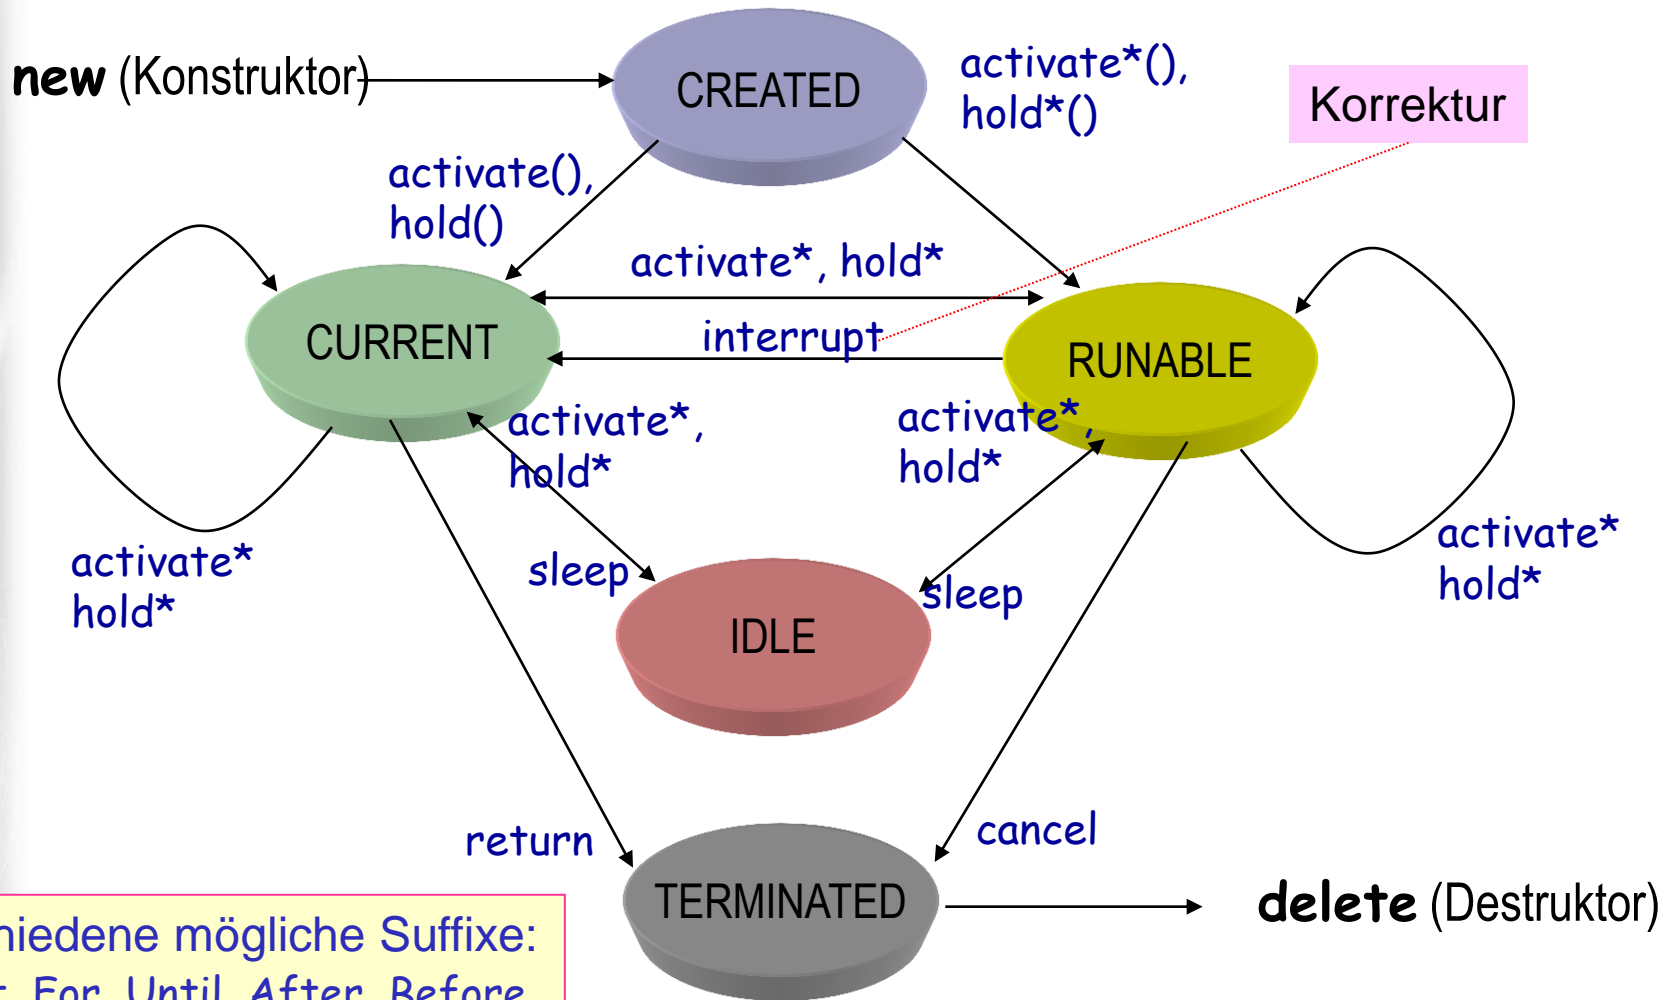 new (Konstruktor)
CREATED
activate*(),
hold*()
Korrektur
activate(),
hold()
activate*, hold*
CURRENT
interrupt
RUNABLE
activate*,
hold*
activate*,
hold*
activate*
hold*
activate*
hold*
sleep
sleep
IDLE
return
cancel
TERMINATED
delete (Destruktor)
mögliche Suffixe:
For Until After Before